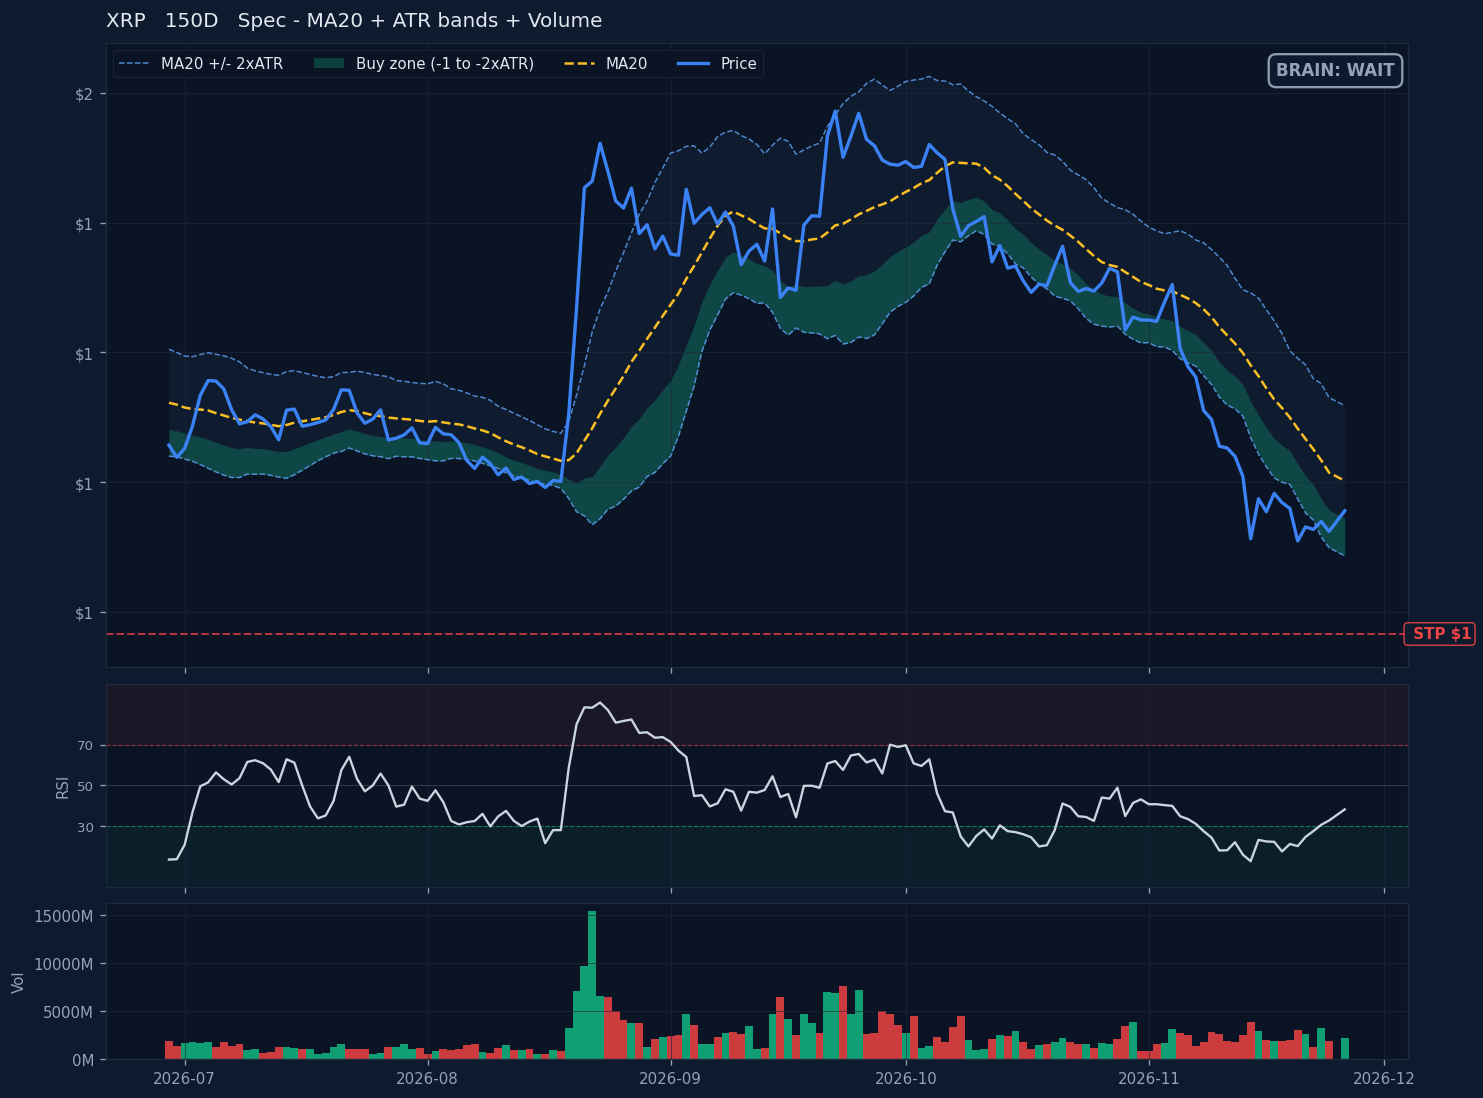 XRP 150D Spec - MA20 + ATR bands + Volume
MA20 +/- 2xATR
Buy zone (-1 to -2xATR)
MA20
Price
BRAIN: WAIT
$2
$1
$1
$1
$1
STP $1
RSI
70
50
30
Vol
15000M
10000M
5000M
0M
2026-07
2026-08
2026-09
2026-10
2026-11
2026-12